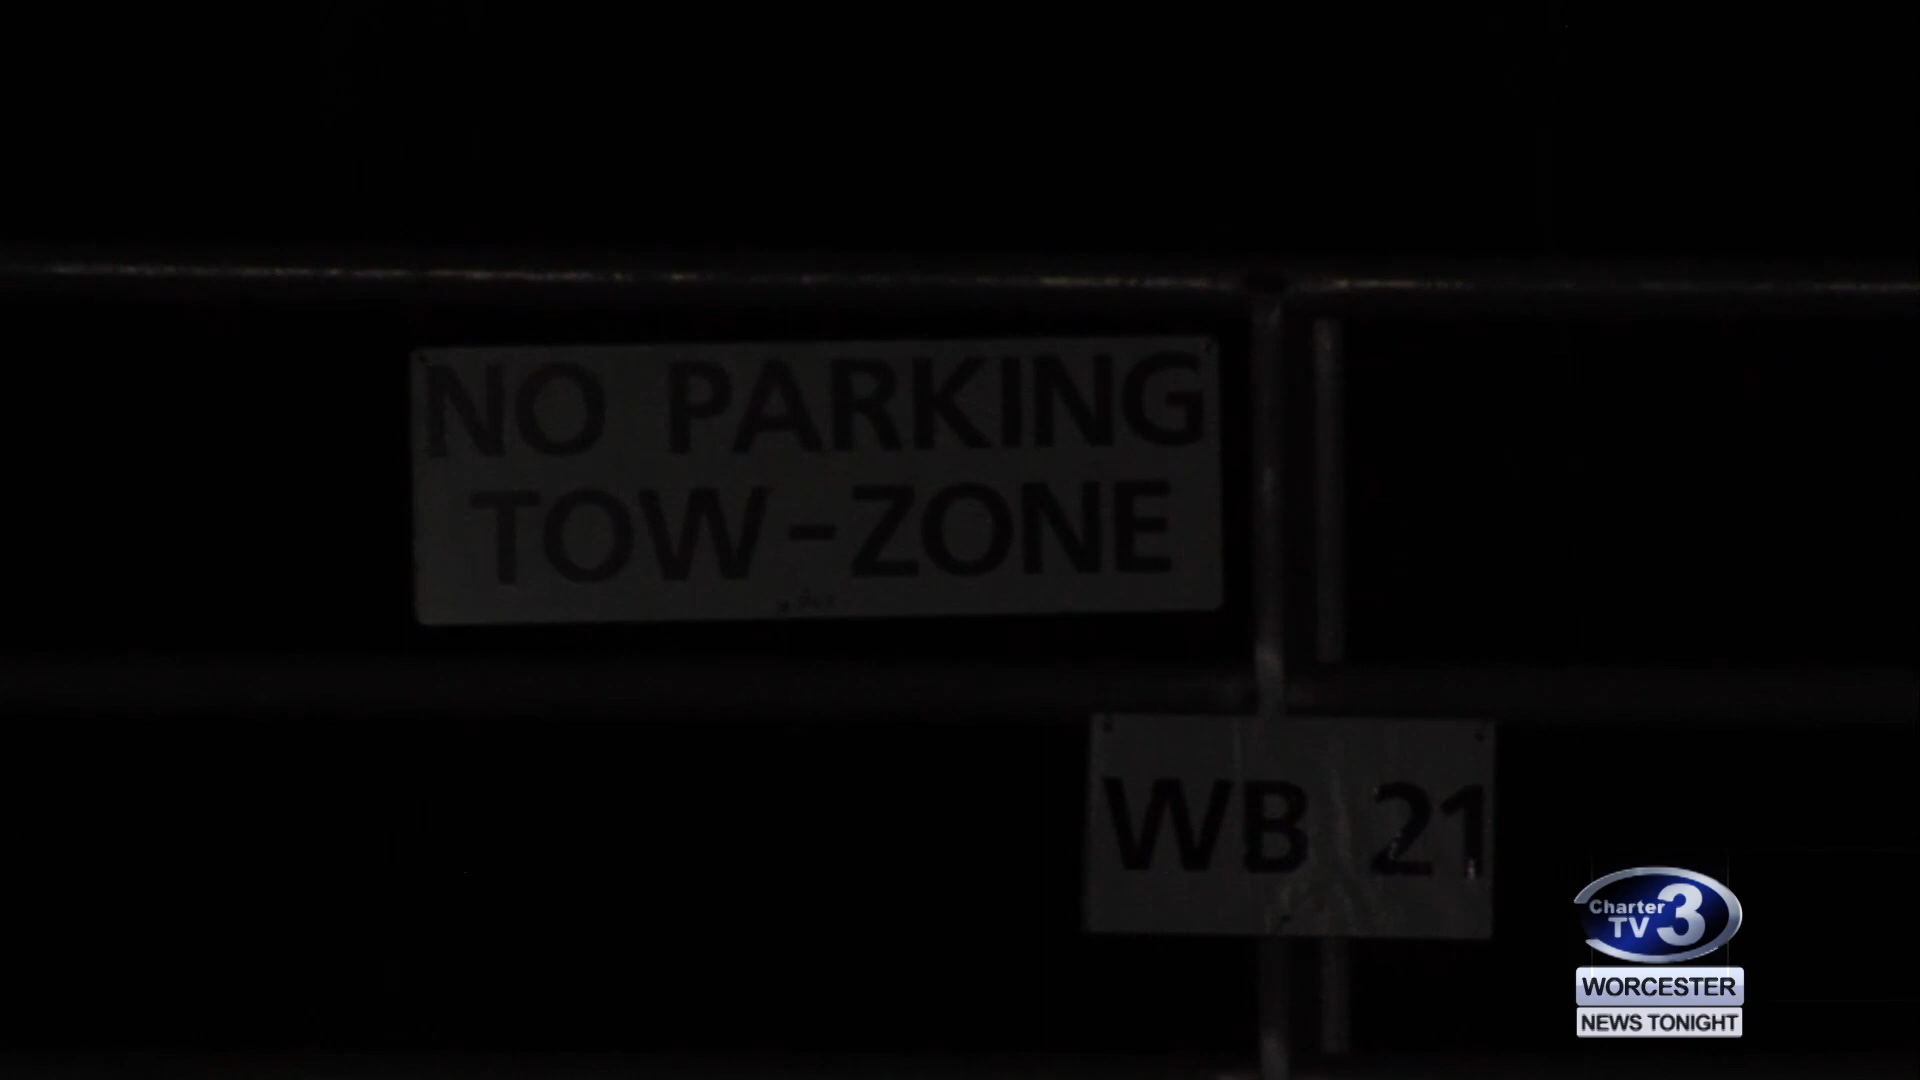 NO PARKING
TOW-ZONE
WB 21
Charter
TV 3
WORCESTER
NEWS TONIGHT